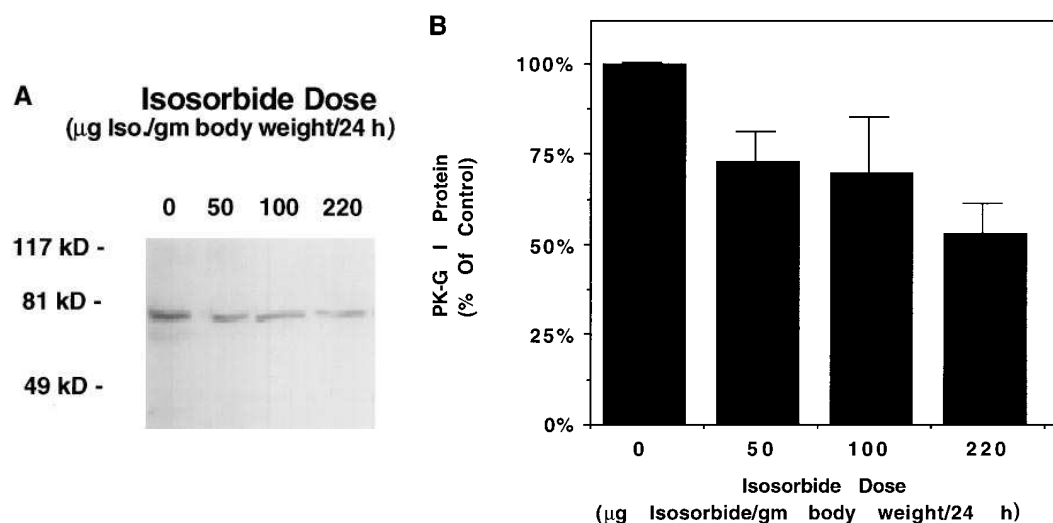 A
Isosorbide Dose
(μg Iso./gm body weight/24 h)
0 50 100 220
117 kD -
81 kD -
49 kD -
B
PK-G I Protein
(% Of Control)
100%
75%
50%
25%
0%
0 50 100 220
Isosorbide Dose
(μg Isosorbide/gm body weight/24 h)